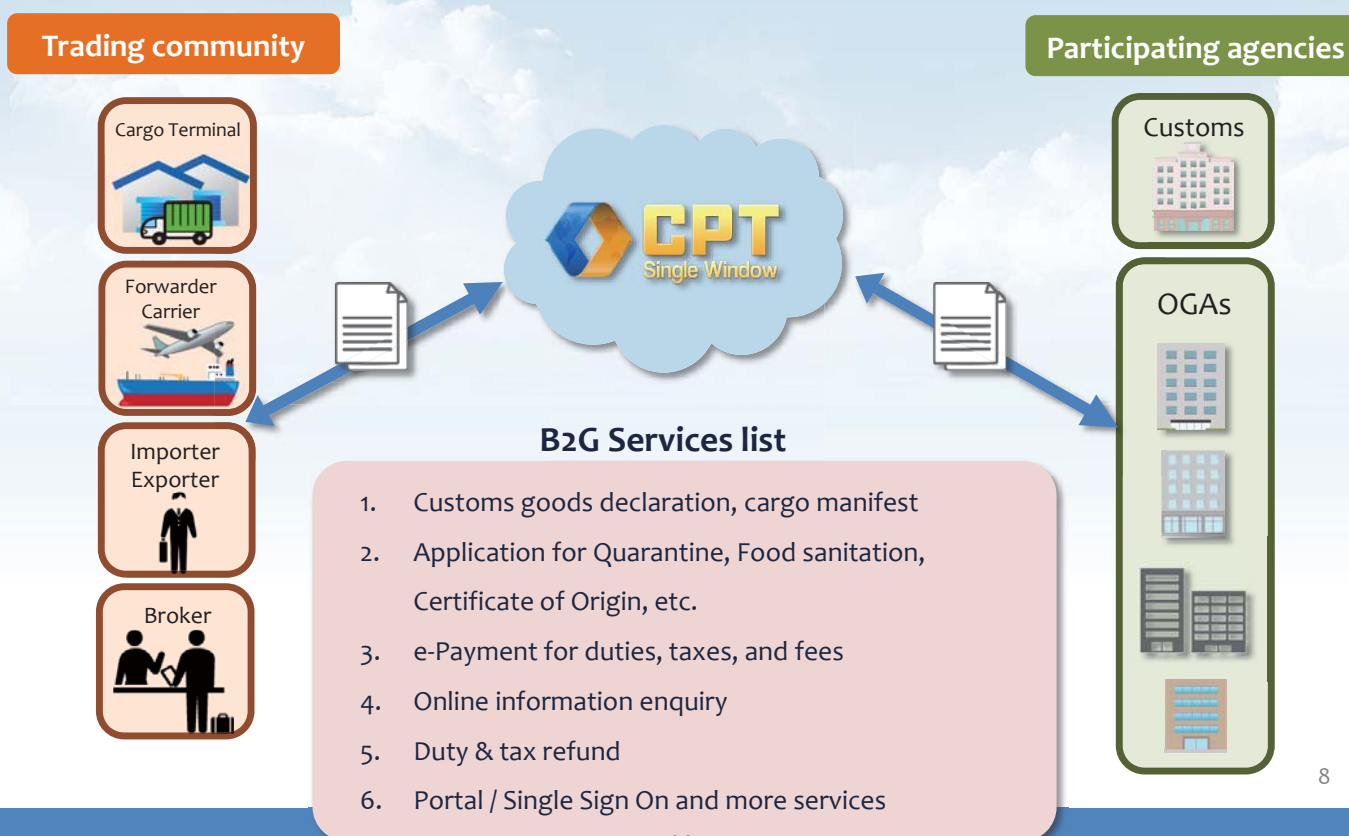 Trading community
Participating agencies
Cargo Terminal
Forwarder
Carrier
Importer
Exporter
Broker
CPT
Single Window
Customs
OGAs
B2G Services list
1. Customs goods declaration, cargo manifest
2. Application for Quarantine, Food sanitation,
Certificate of Origin, etc.
3. e-Payment for duties, taxes, and fees
4. Online information enquiry
5. Duty & tax refund
6. Portal / Single Sign On and more services
8